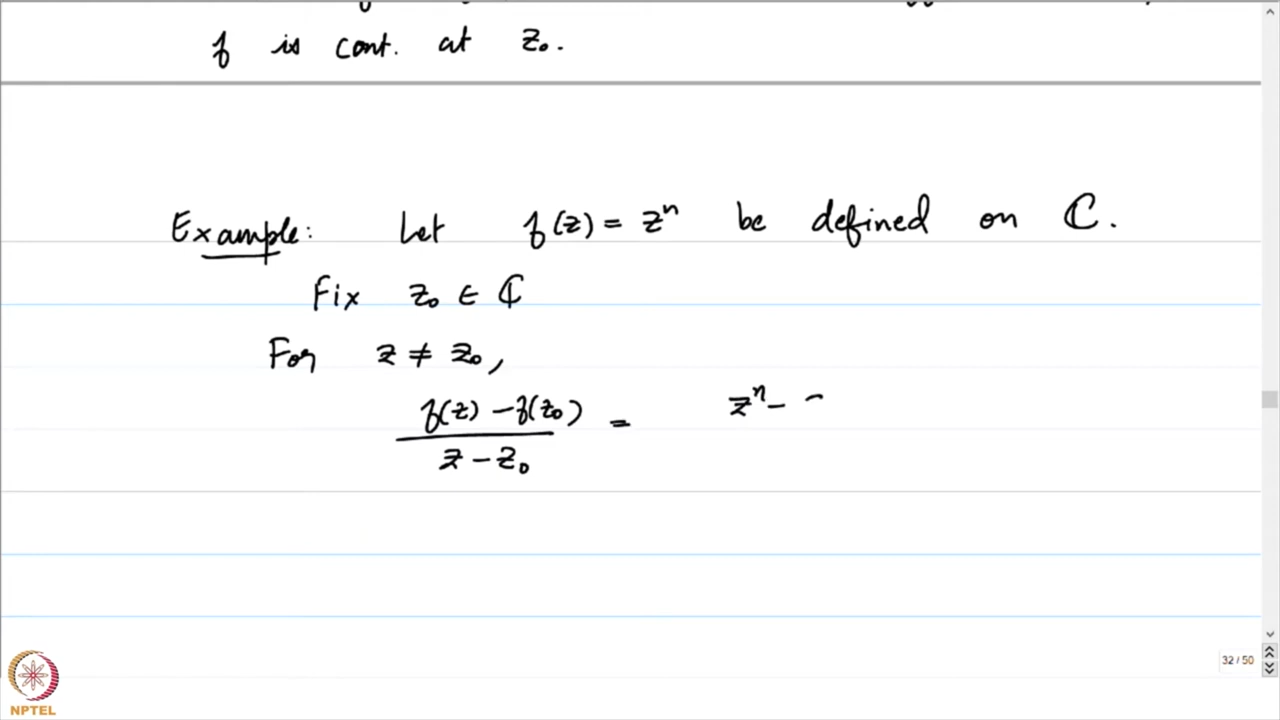 f is cont. at z₀.
Example: Let f(z) = zⁿ be defined on ℂ.
Fix z₀ ∈ ℂ
For z ≠ z₀,
f(z) - f(z₀) / z - z₀ = zⁿ -
32 / 50
NPTEL